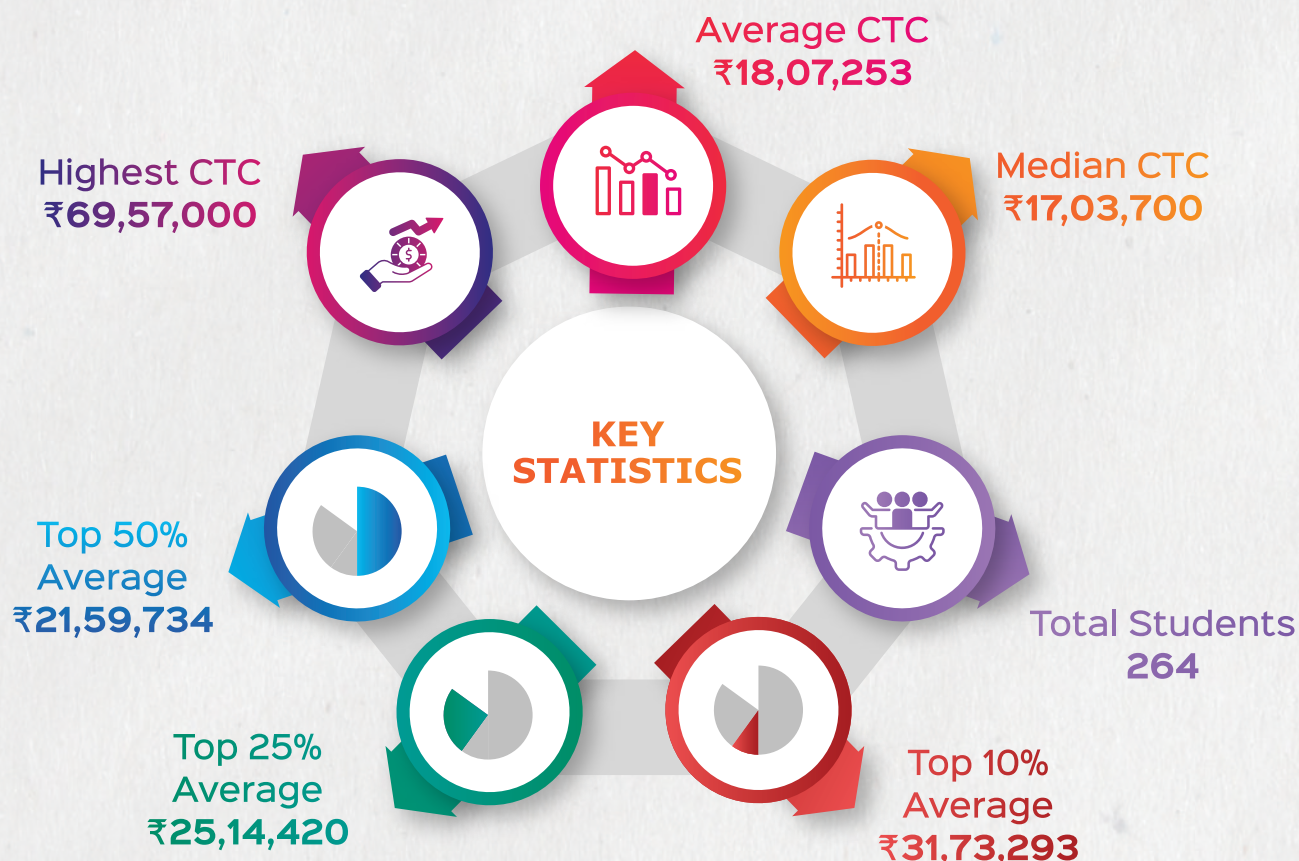 Average CTC
₹18,07,253
Highest CTC
₹69,57,000
Median CTC
₹17,03,700
KEY
STATISTICS
Top 50%
Average
₹21,59,734
Total Students
264
Top 25%
Average
₹25,14,420
Top 10%
Average
₹31,73,293